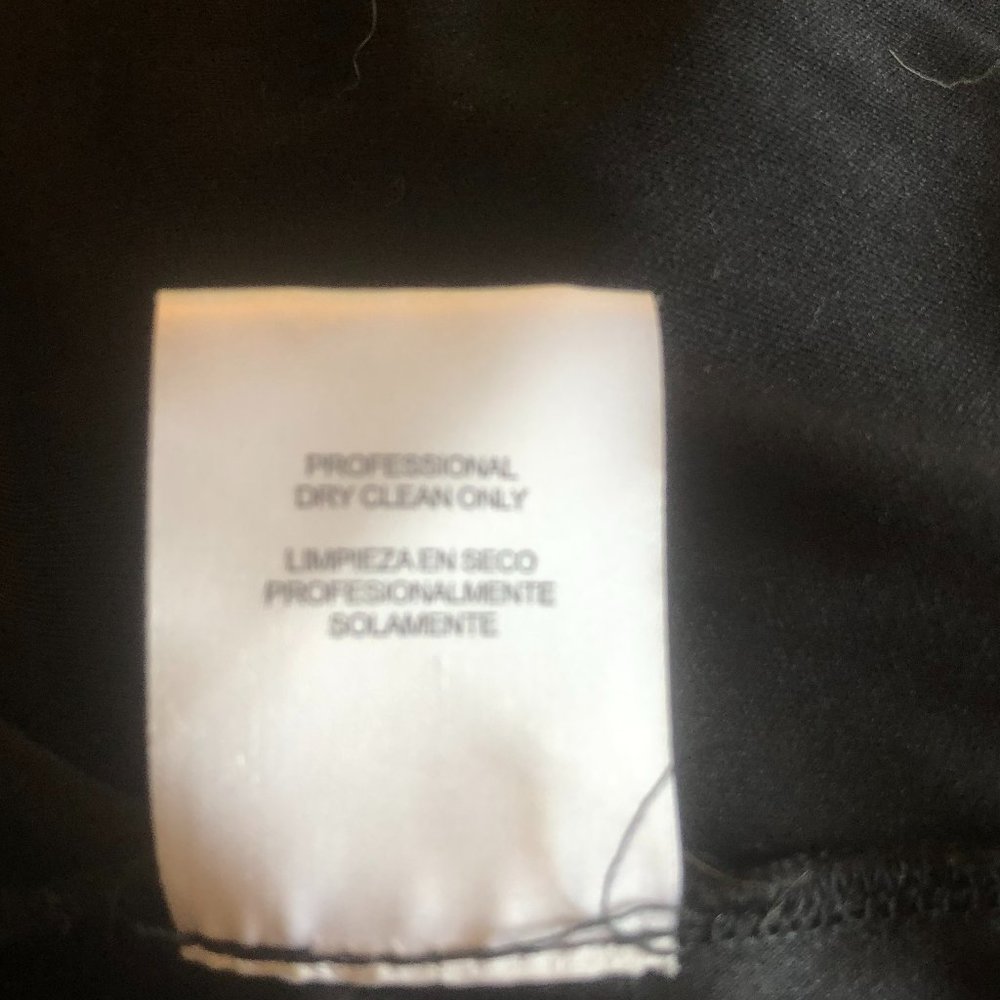 PROFESSIONAL
DRY CLEAN ONLY
LIMPIEZA EN SECO
PROFESIONALMENTE
SOLAMENTE